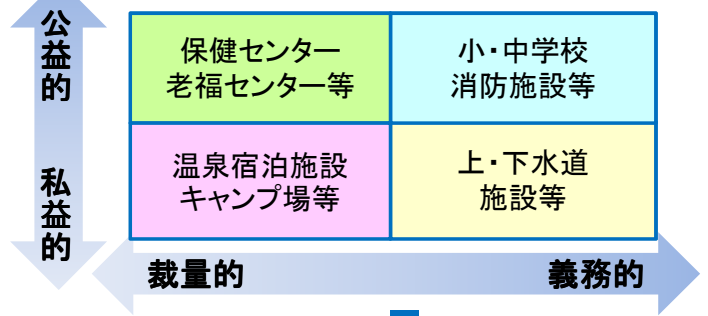 公益的
私益的
保健センター
老福センター等
小・中学校
消防施設等
温泉宿泊施設
キャンプ場等
上・下水道
施設等
裁量的
義務的